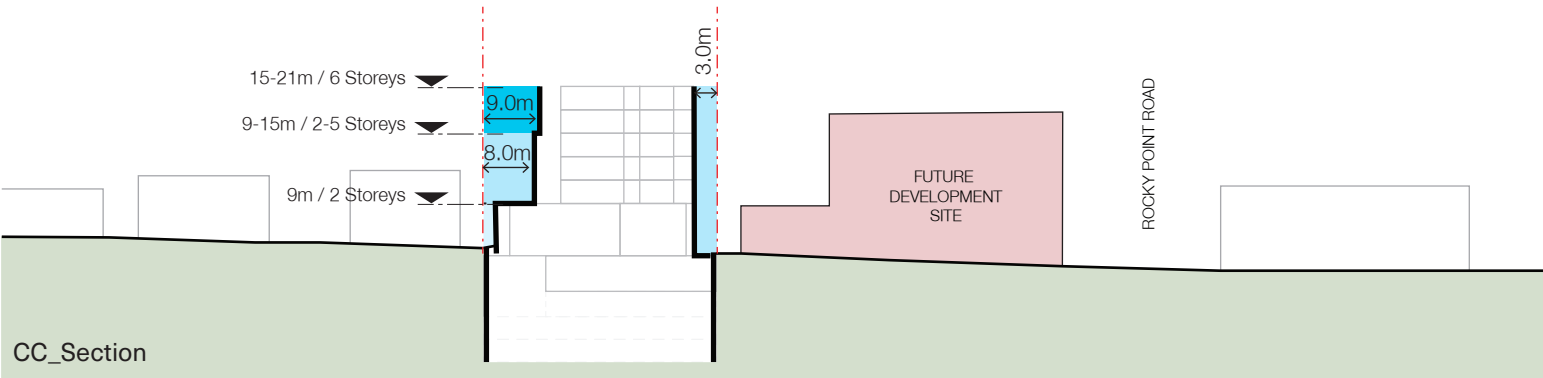 15-21m / 6 Storeys
9.0m
3.0m
9-15m / 2-5 Storeys
8.0m
9m / 2 Storeys
FUTURE
DEVELOPMENT
SITE
ROCKY POINT ROAD
CC_Section